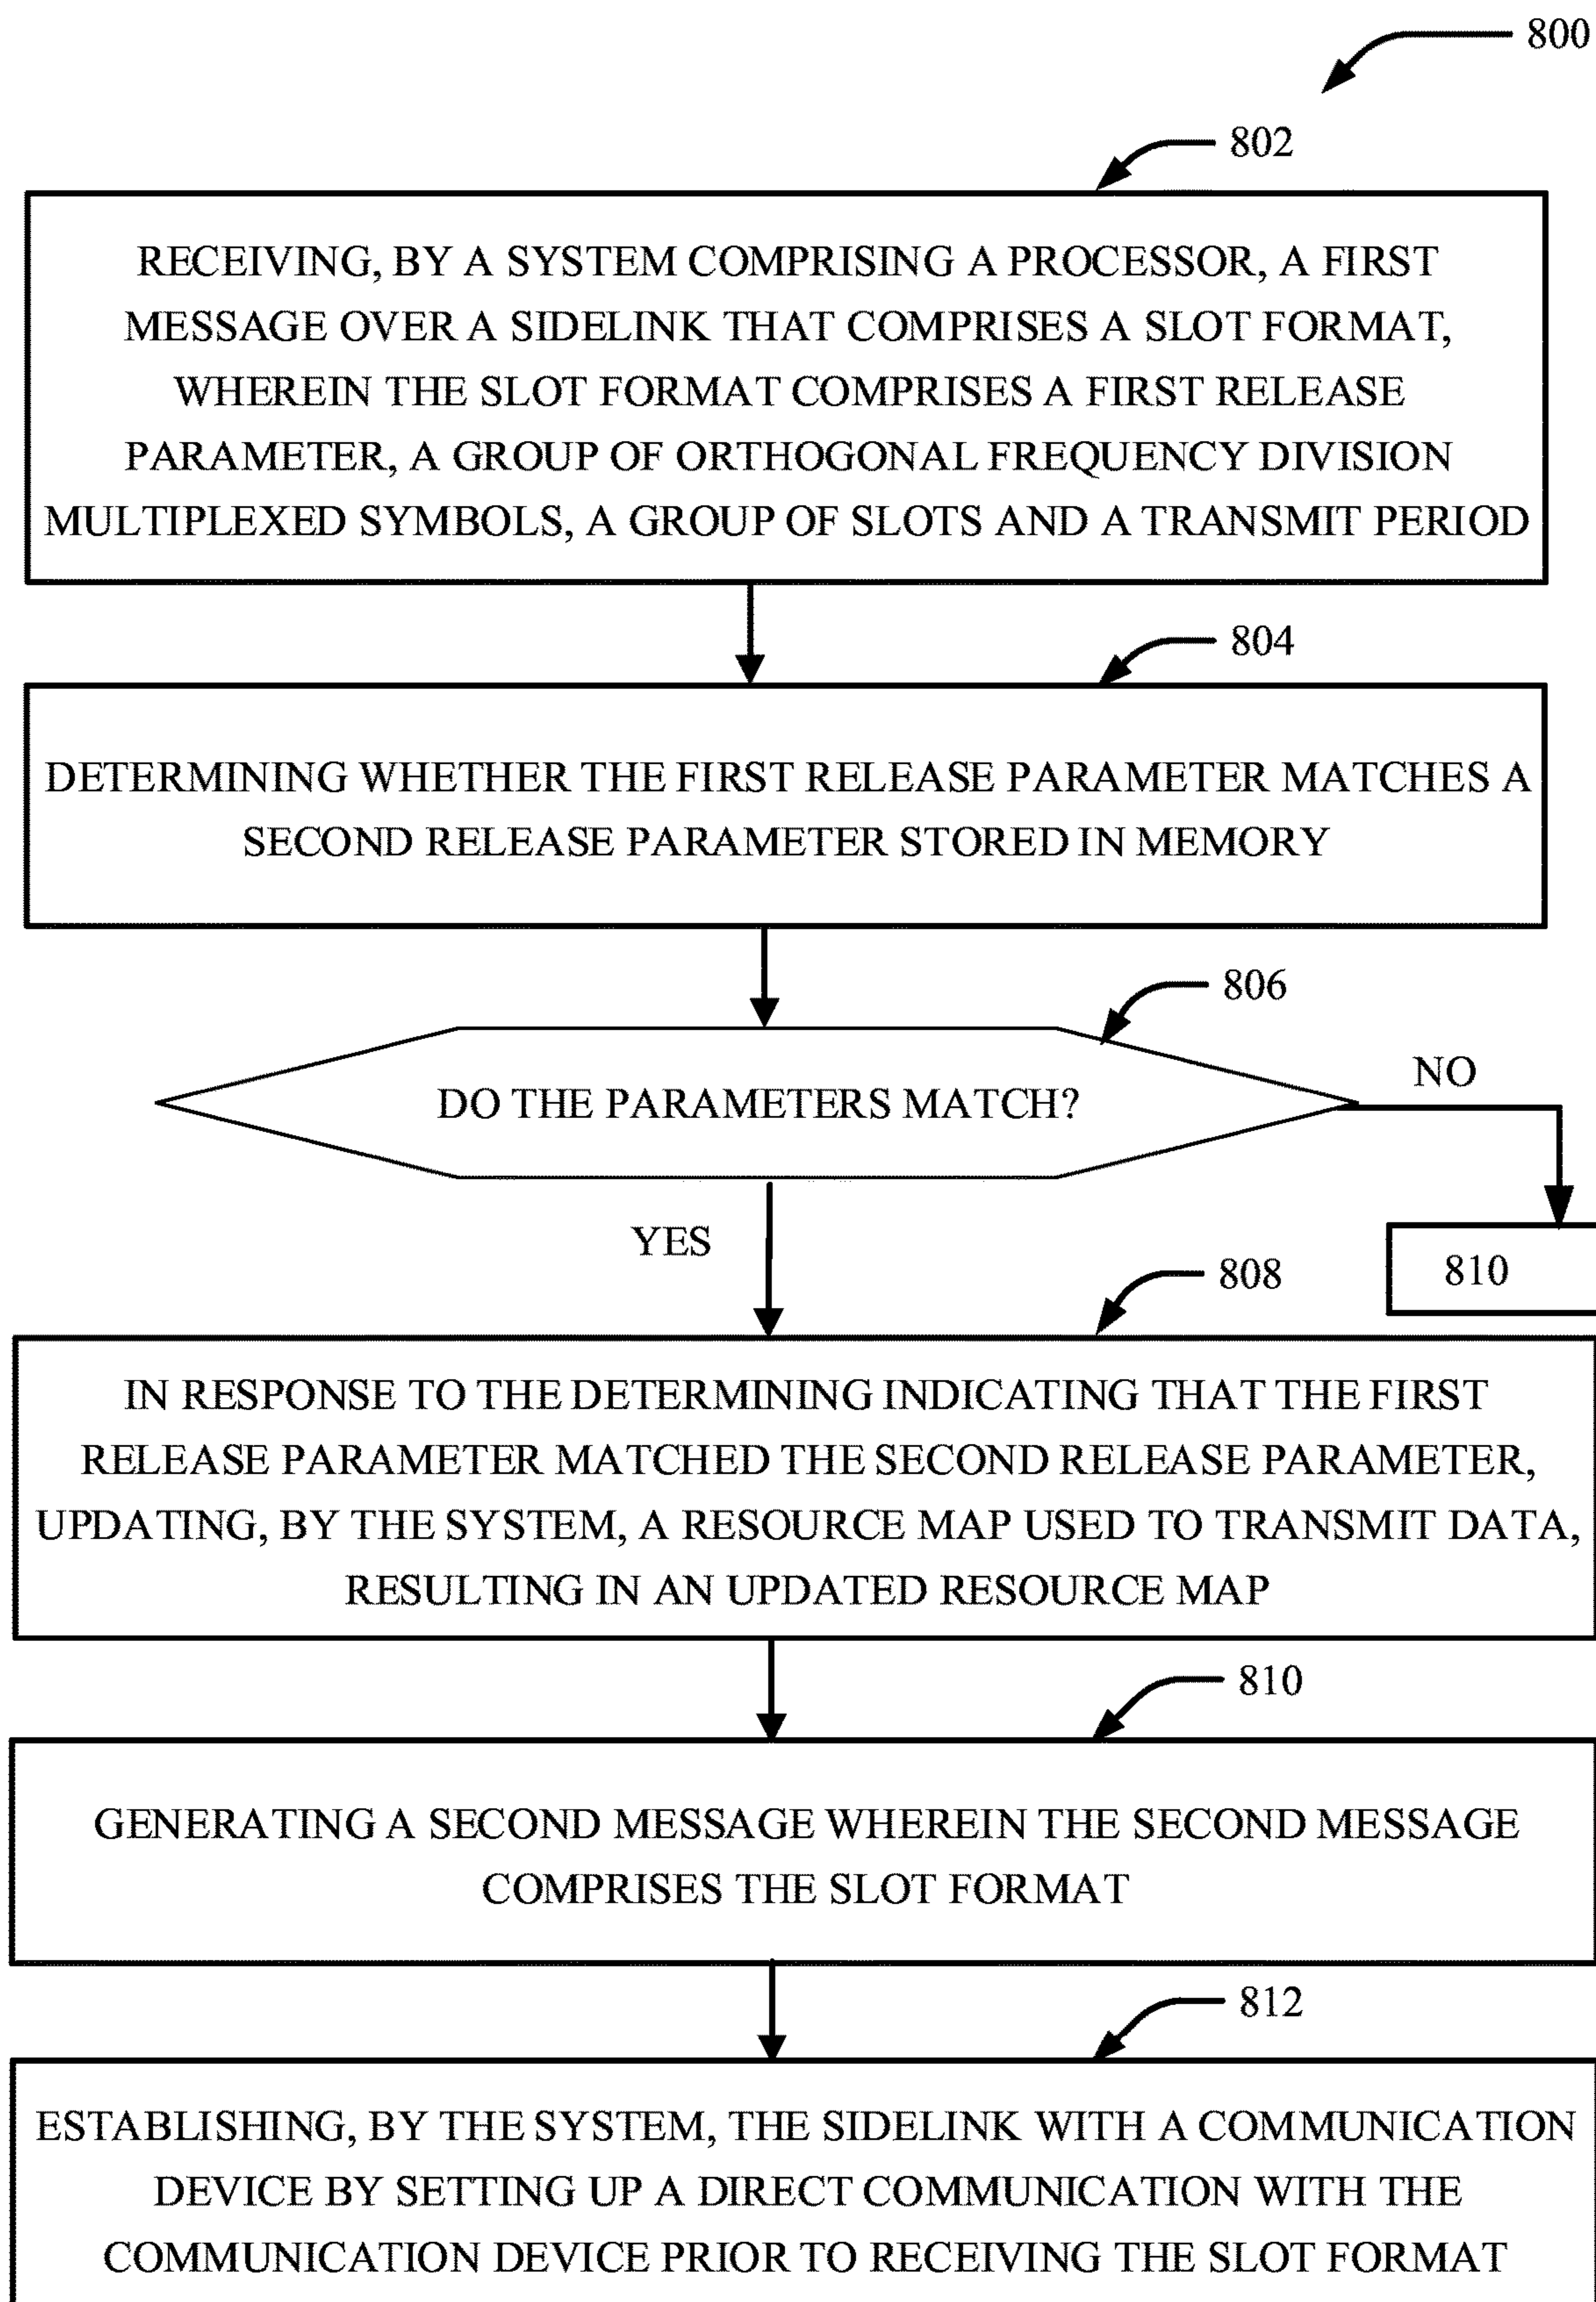 800
802
RECEIVING, BY A SYSTEM COMPRISING A PROCESSOR, A FIRST
MESSAGE OVER A SIDELINK THAT COMPRISES A SLOT FORMAT,
WHEREIN THE SLOT FORMAT COMPRISES A FIRST RELEASE
PARAMETER, A GROUP OF ORTHOGONAL FREQUENCY DIVISION
MULTIPLEXED SYMBOLS, A GROUP OF SLOTS AND A TRANSMIT PERIOD
804
DETERMINING WHETHER THE FIRST RELEASE PARAMETER MATCHES A
SECOND RELEASE PARAMETER STORED IN MEMORY
806
DO THE PARAMETERS MATCH?
NO
YES
810
808
IN RESPONSE TO THE DETERMINING INDICATING THAT THE FIRST
RELEASE PARAMETER MATCHED THE SECOND RELEASE PARAMETER,
UPDATING, BY THE SYSTEM, A RESOURCE MAP USED TO TRANSMIT DATA,
RESULTING IN AN UPDATED RESOURCE MAP
810
GENERATING A SECOND MESSAGE WHEREIN THE SECOND MESSAGE
COMPRISES THE SLOT FORMAT
812
ESTABLISHING, BY THE SYSTEM, THE SIDELINK WITH A COMMUNICATION
DEVICE BY SETTING UP A DIRECT COMMUNICATION WITH THE
COMMUNICATION DEVICE PRIOR TO RECEIVING THE SLOT FORMAT